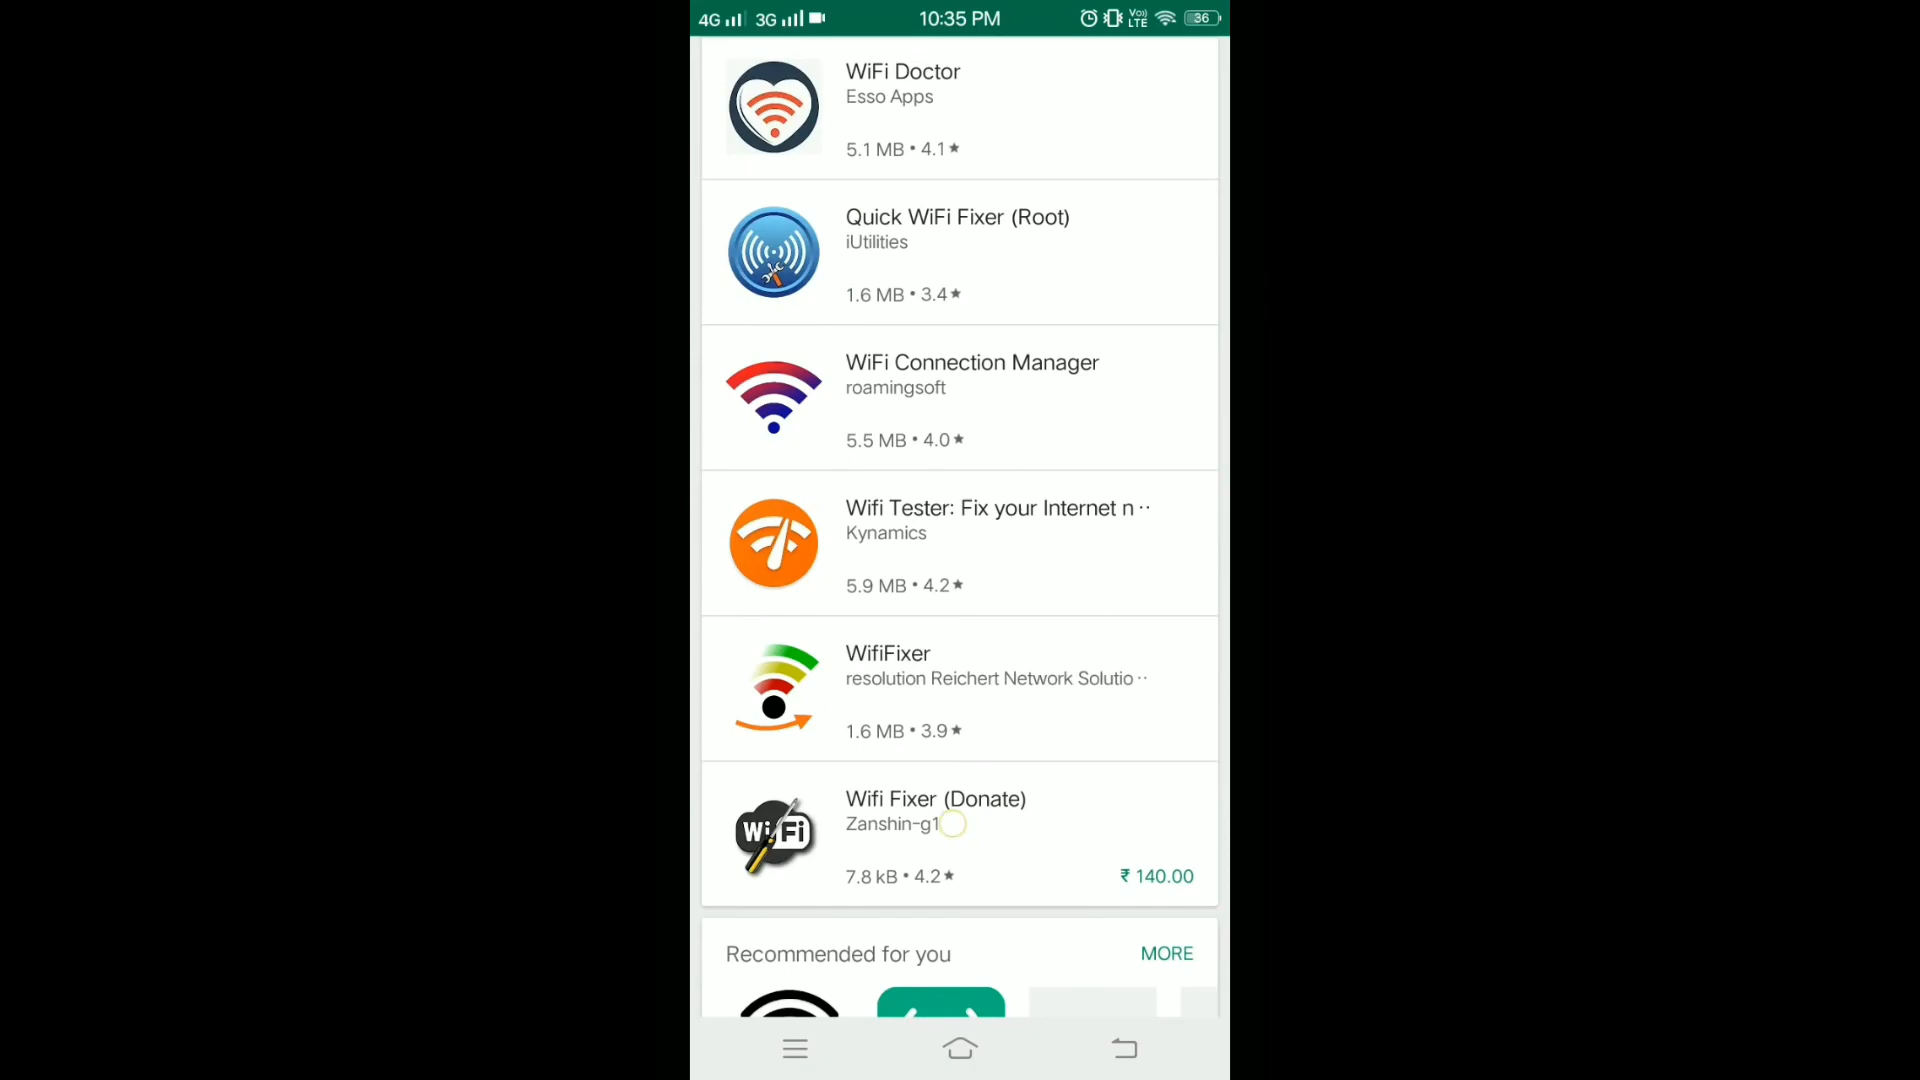 4G 3G 10:35 PM Vo)) LTE 36
WiFi Doctor
Esso Apps
5.1 MB • 4.1★
Quick WiFi Fixer (Root)
iUtilities
1.6 MB • 3.4★
WiFi Connection Manager
roamingsoft
5.5 MB • 4.0★
Wifi Tester: Fix your Internet n··
Kynamics
5.9 MB • 4.2★
WifiFixer
resolution Reichert Network Solutio··
1.6 MB • 3.9★
WiFi
Wifi Fixer (Donate)
Zanshin-g1
7.8 kB • 4.2★ ₹ 140.00
Recommended for you MORE